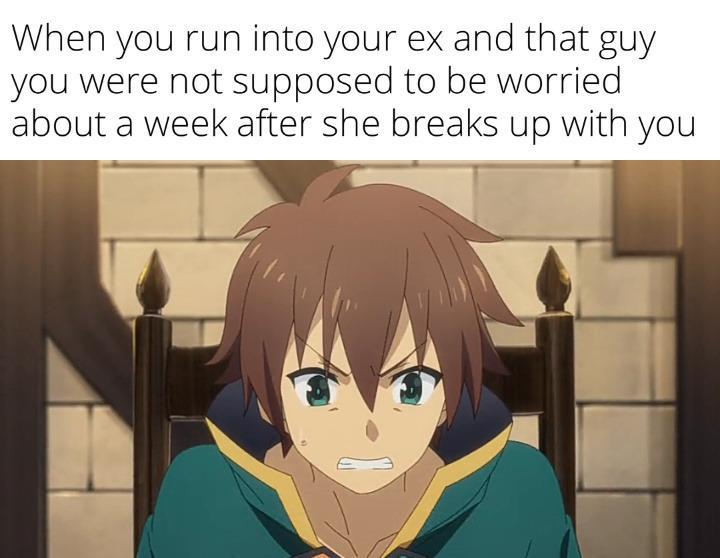 When you run into your ex and that guy
you were not supposed to be worried
about a week after she breaks up with you